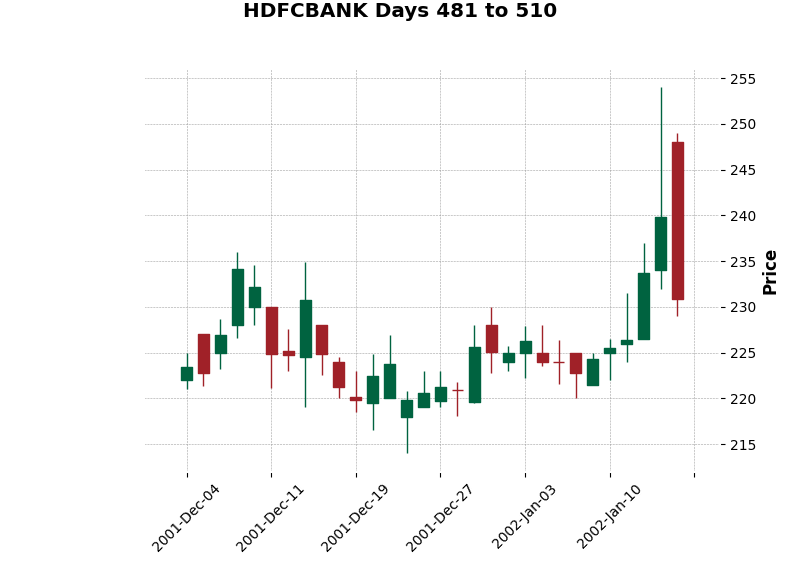 HDFCBANK Days 481 to 510
255
250
245
240
235
230
225
220
215
Price
2001-Dec-04
2001-Dec-11
2001-Dec-19
2001-Dec-27
2002-Jan-03
2002-Jan-10